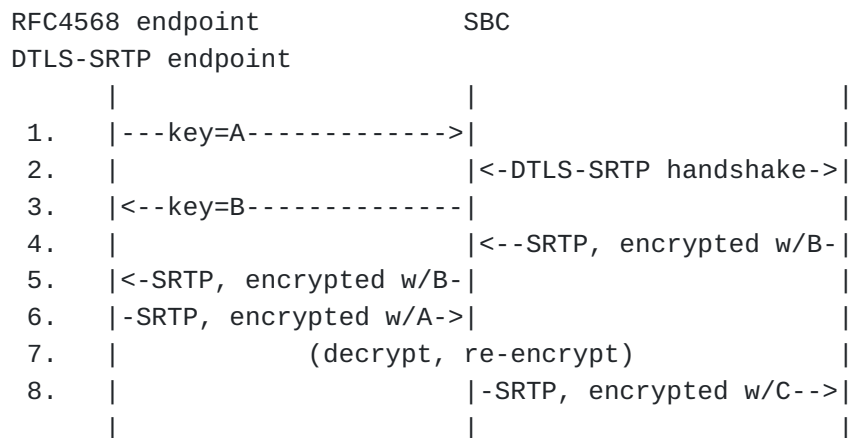 RFC4568 endpoint                SBC
DTLS-SRTP endpoint
      |                      |                        |
 1.   |---key=A------------->|                        |
 2.   |                      |<-DTLS-SRTP handshake->|
 3.   |<--key=B--------------|                        |
 4.   |                      |<--SRTP, encrypted w/B-|
 5.   |<-SRTP, encrypted w/B-|                        |
 6.   |-SRTP, encrypted w/A->|                        |
 7.   |            (decrypt, re-encrypt)              |
 8.   |                      |-SRTP, encrypted w/C-->|
      |                      |                        |